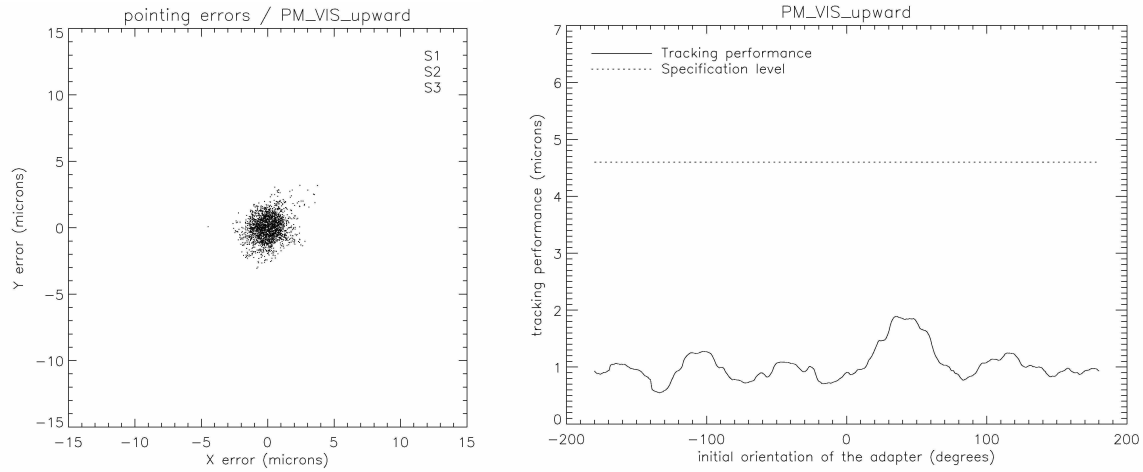 pointing errors / PM_VIS_upward
15
10
5
0
−5
−10
−15
−15
−10
−5
0
5
10
15
Y error (microns)
X error (microns)
S1
S2
S3
PM_VIS_upward
7
6
5
4
3
2
1
0
−200
−100
0
100
200
tracking performance (microns)
initial orientation of the adapter (degrees)
Tracking performance
Specification level